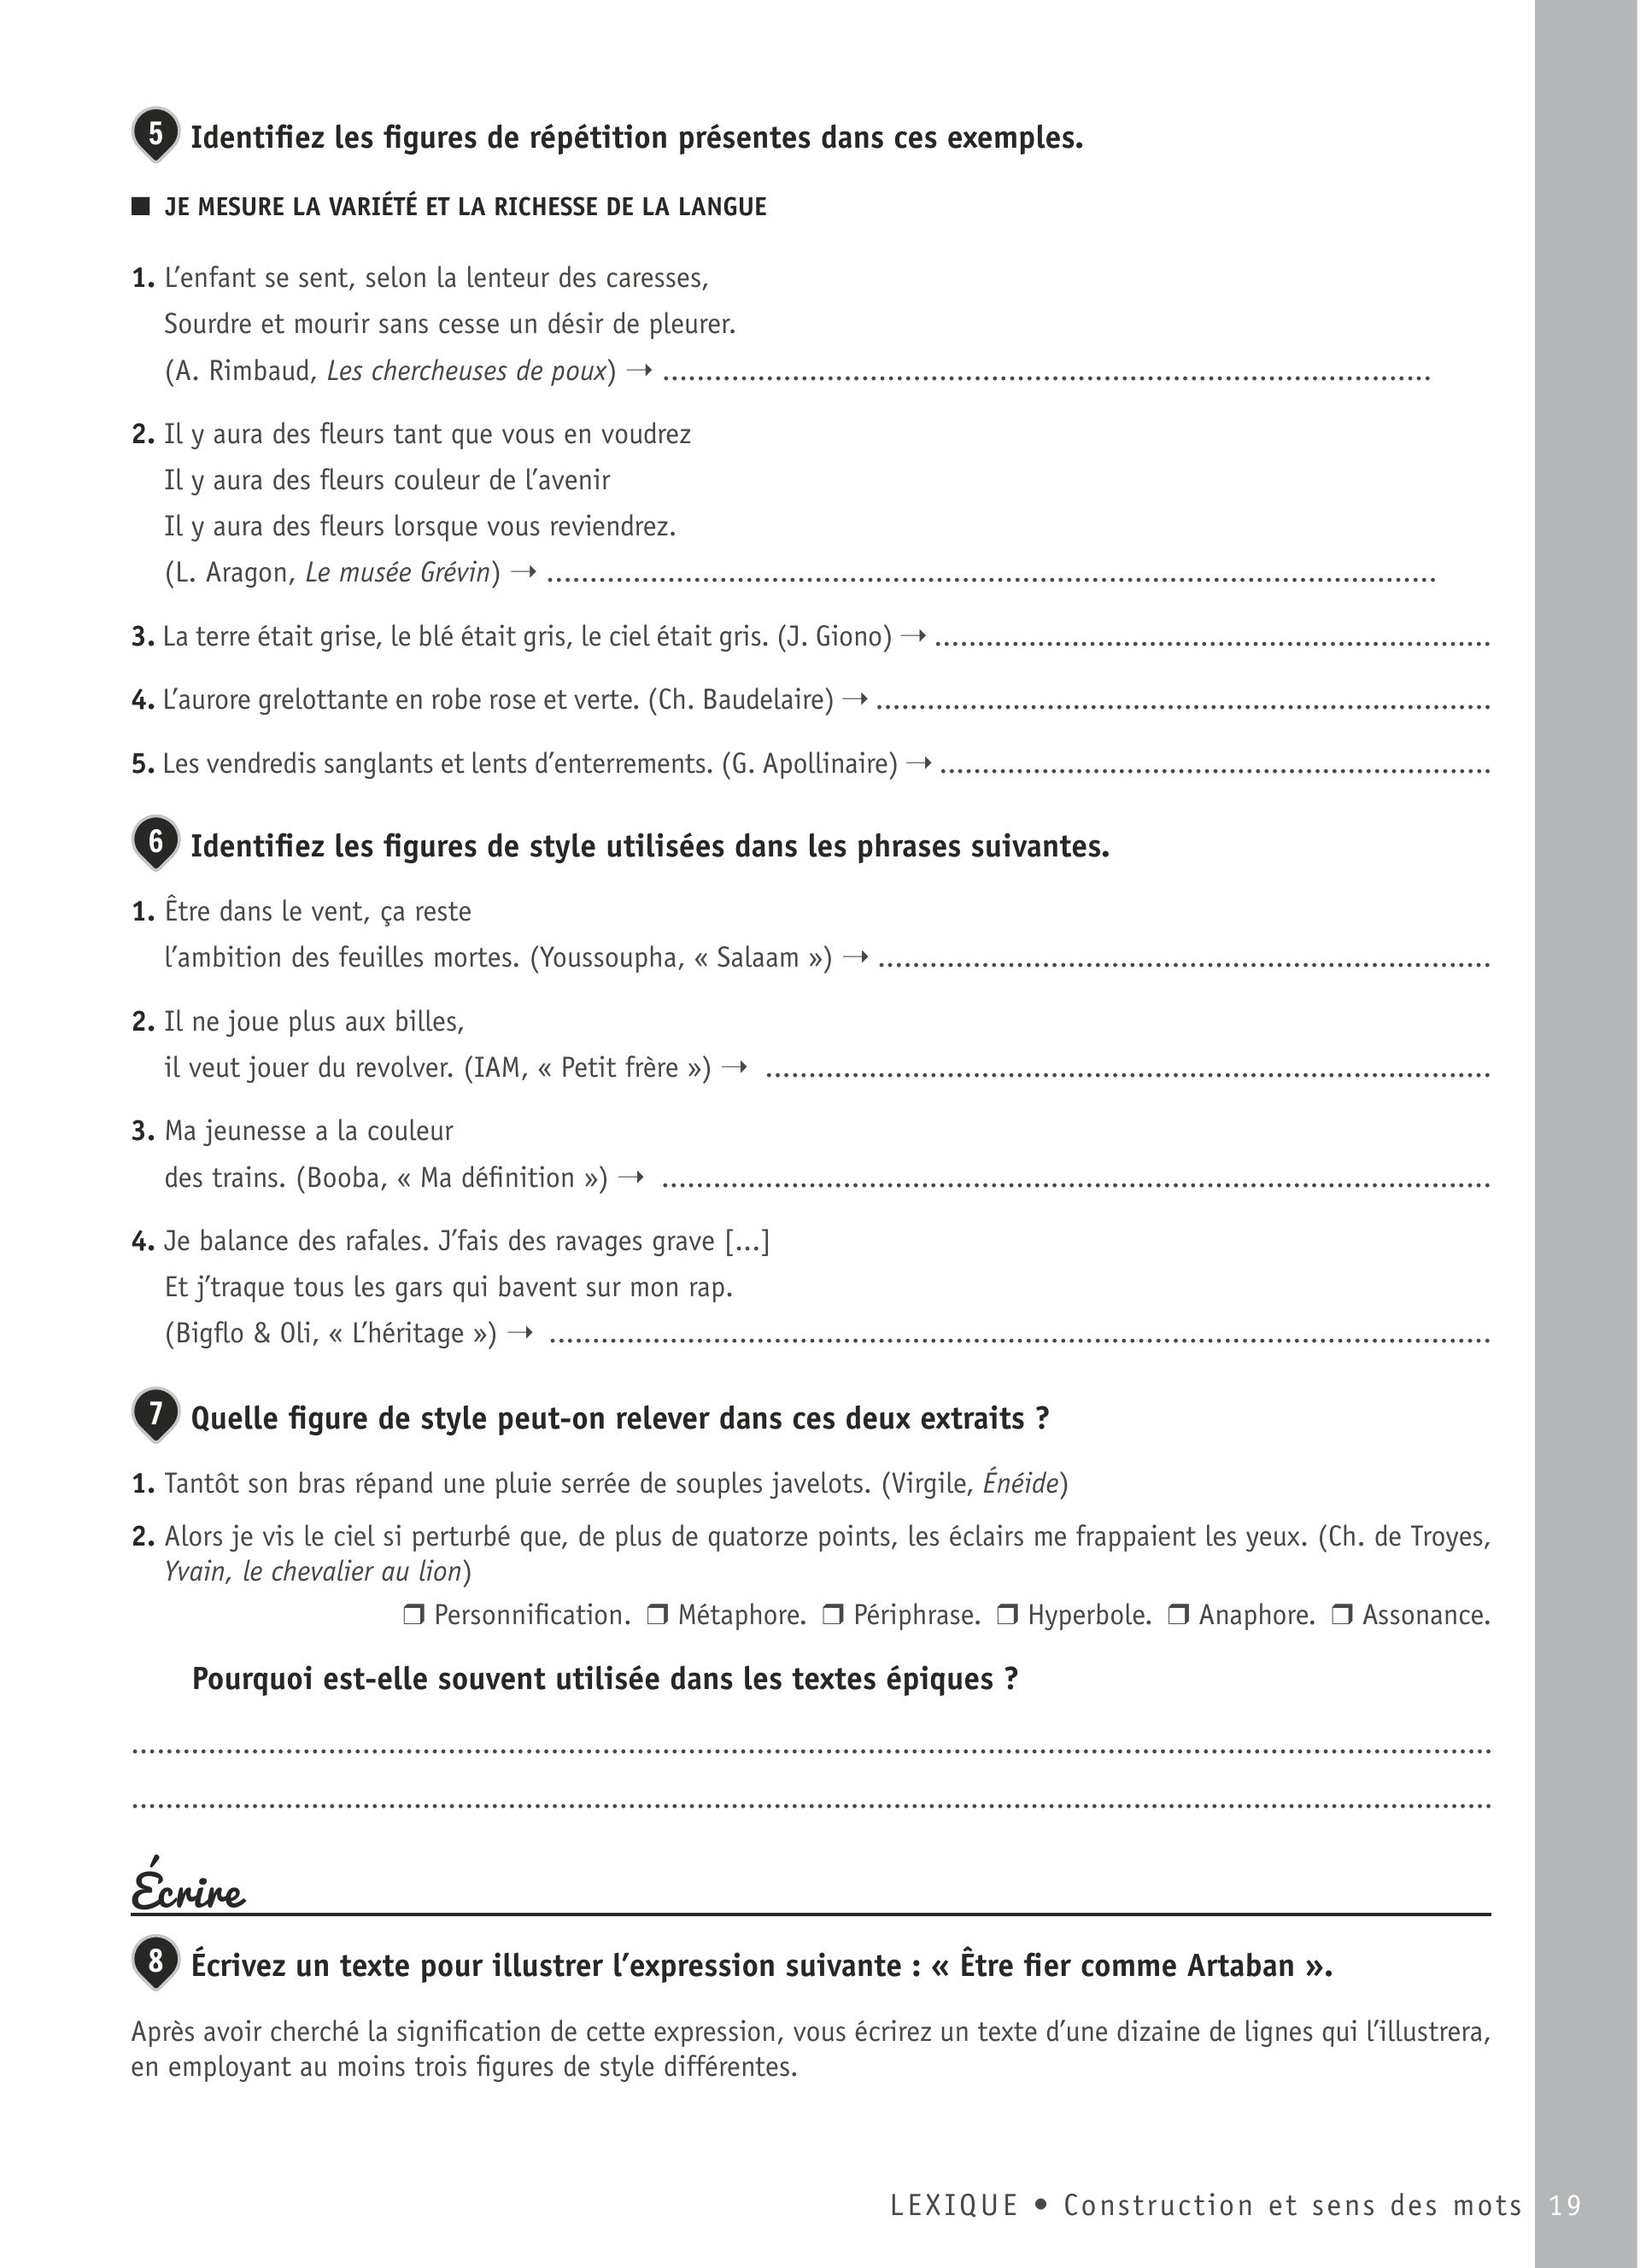 5 Identifiez les figures de répétition présentes dans ces exemples.
■ JE MESURE LA VARIÉTÉ ET LA RICHESSE DE LA LANGUE
1. L’enfant se sent, selon la lenteur des caresses,
Sourdre et mourir sans cesse un désir de pleurer.
(A. Rimbaud, Les chercheuses de poux) → ..........................................................................................
2. Il y aura des fleurs tant que vous en voudrez
Il y aura des fleurs couleur de l’avenir
Il y aura des fleurs lorsque vous reviendrez.
(L. Aragon, Le musée Grévin) → ..........................................................................................
3. La terre était grise, le blé était gris, le ciel était gris. (J. Giono) → .................................................................
4. L’aurore grelottante en robe rose et verte. (Ch. Baudelaire) → .................................................................
5. Les vendredis sanglants et lents d’enterrements. (G. Apollinaire) → .................................................................
6 Identifiez les figures de style utilisées dans les phrases suivantes.
1. Être dans le vent, ça reste
l’ambition des feuilles mortes. (Youssoupha, « Salaam ») → .................................................................
2. Il ne joue plus aux billes,
il veut jouer du revolver. (IAM, « Petit frère ») → .................................................................
3. Ma jeunesse a la couleur
des trains. (Booba, « Ma définition ») → .................................................................
4. Je balance des rafales. J’fais des ravages grave [...]
Et j’traque tous les gars qui bavent sur mon rap.
(Bigflo & Oli, « L’héritage ») → .................................................................
7 Quelle figure de style peut-on relever dans ces deux extraits ?
1. Tantôt son bras répand une pluie serrée de souples javelots. (Virgile, Énéide)
2. Alors je vis le ciel si perturbé que, de plus de quatorze points, les éclairs me frappaient les yeux. (Ch. de Troyes,
Yvain, le chevalier au lion)
❒ Personnification. ❒ Métaphore. ❒ Périphrase. ❒ Hyperbole. ❒ Anaphore. ❒ Assonance.
Pourquoi est-elle souvent utilisée dans les textes épiques ?
..........................................................................................
..........................................................................................
Écrire
8 Écrivez un texte pour illustrer l’expression suivante : « Être fier comme Artaban ».
Après avoir cherché la signification de cette expression, vous écrirez un texte d’une dizaine de lignes qui l’illustrera,
en employant au moins trois figures de style différentes.
LEXIQUE • Construction et sens des mots 19